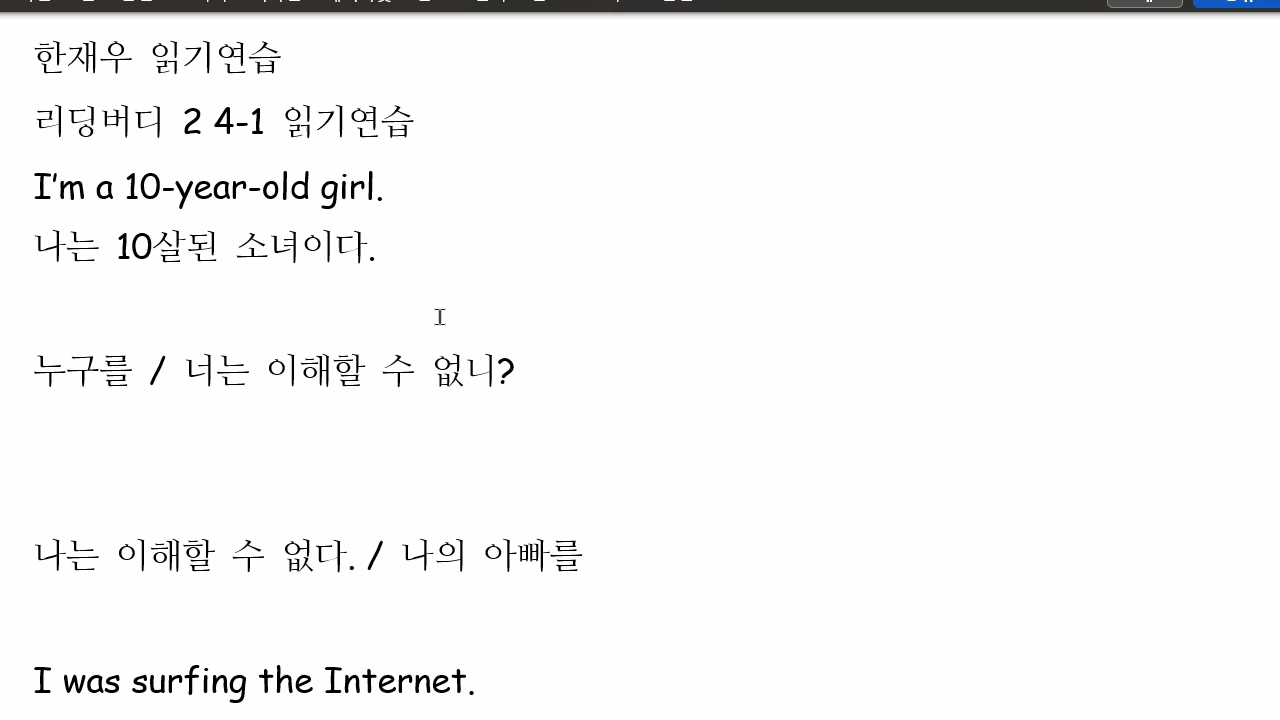 한재우 읽기연습
리딩버디 2 4-1 읽기연습
I'm a 10-year-old girl.
나는 10살된 소녀이다.
누구를 / 너는 이해할 수 없니?
나는 이해할 수 없다. / 나의 아빠를
I was surfing the Internet.